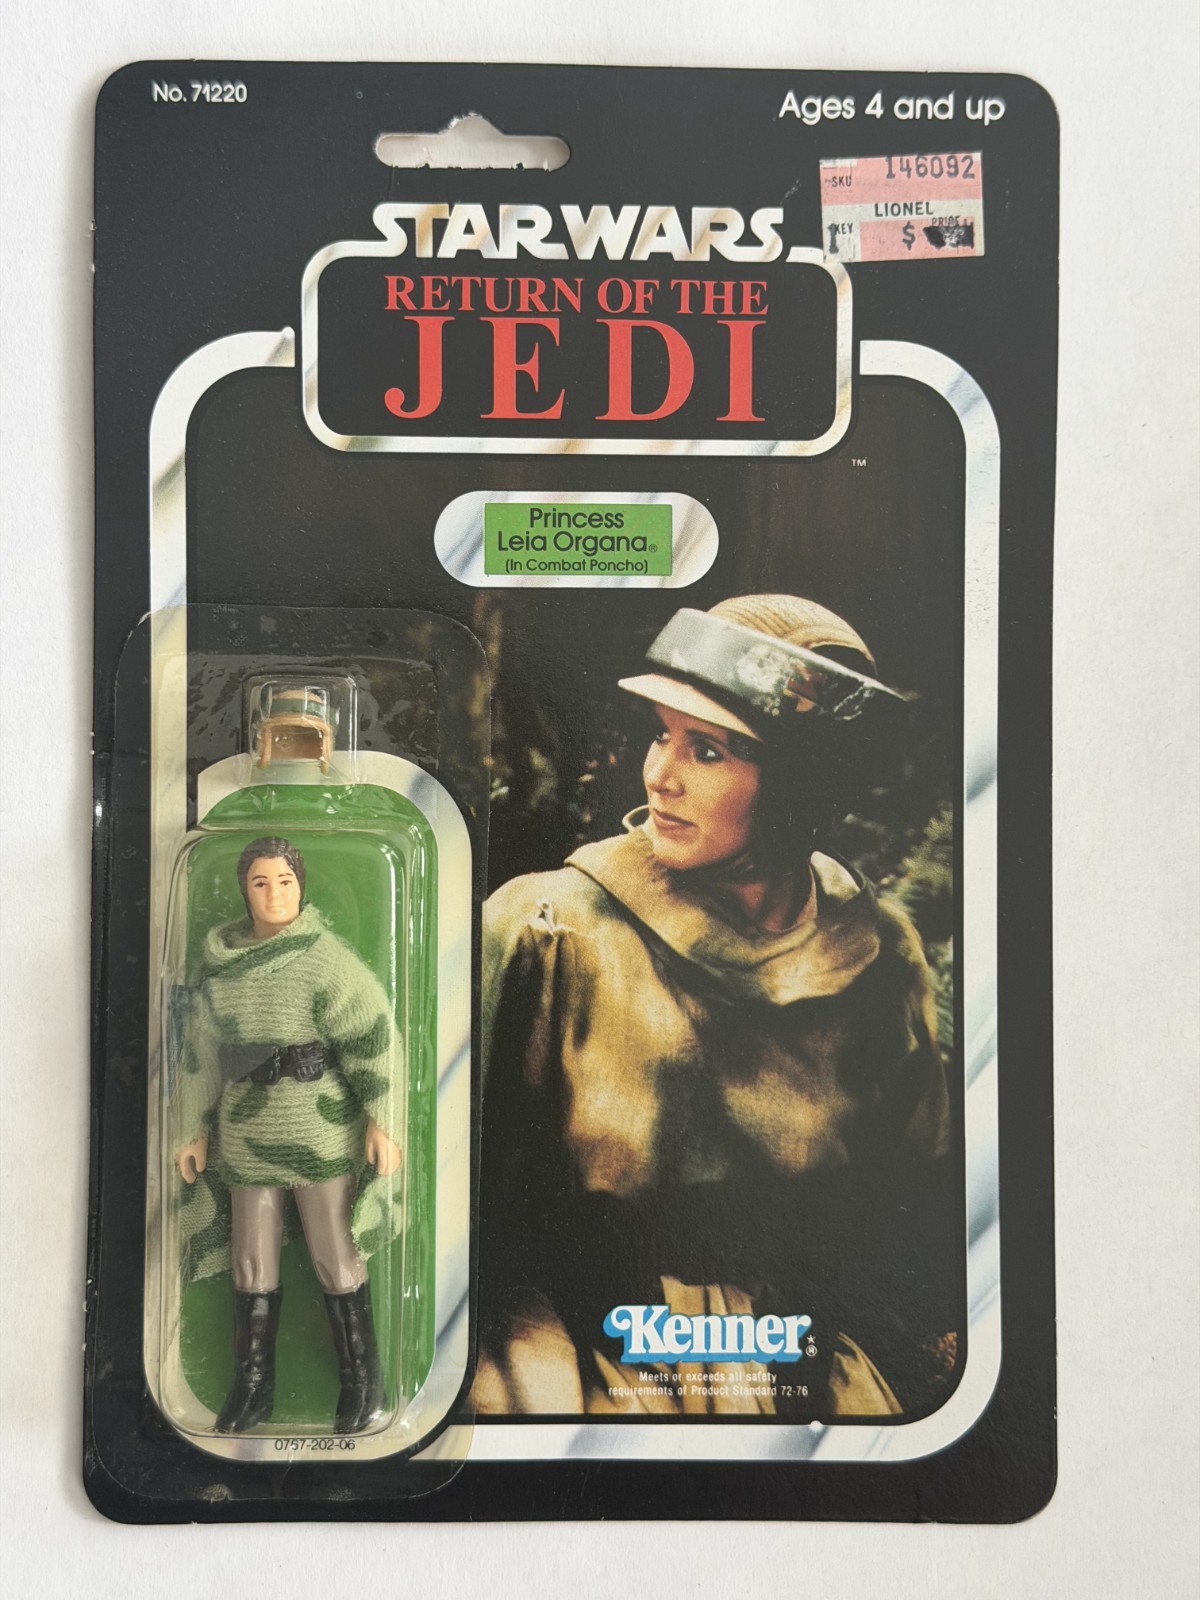 No. 71220
Ages 4 and up
SKU 146092
LIONEL
KEY PRICE
1 $
STAR WARS
RETURN OF THE
JEDI
TM
Princess
Leia Organa®
(In Combat Poncho)
Kenner®
Meets or exceeds all safety
requirements of Product Standard 72-76
0757-202-06